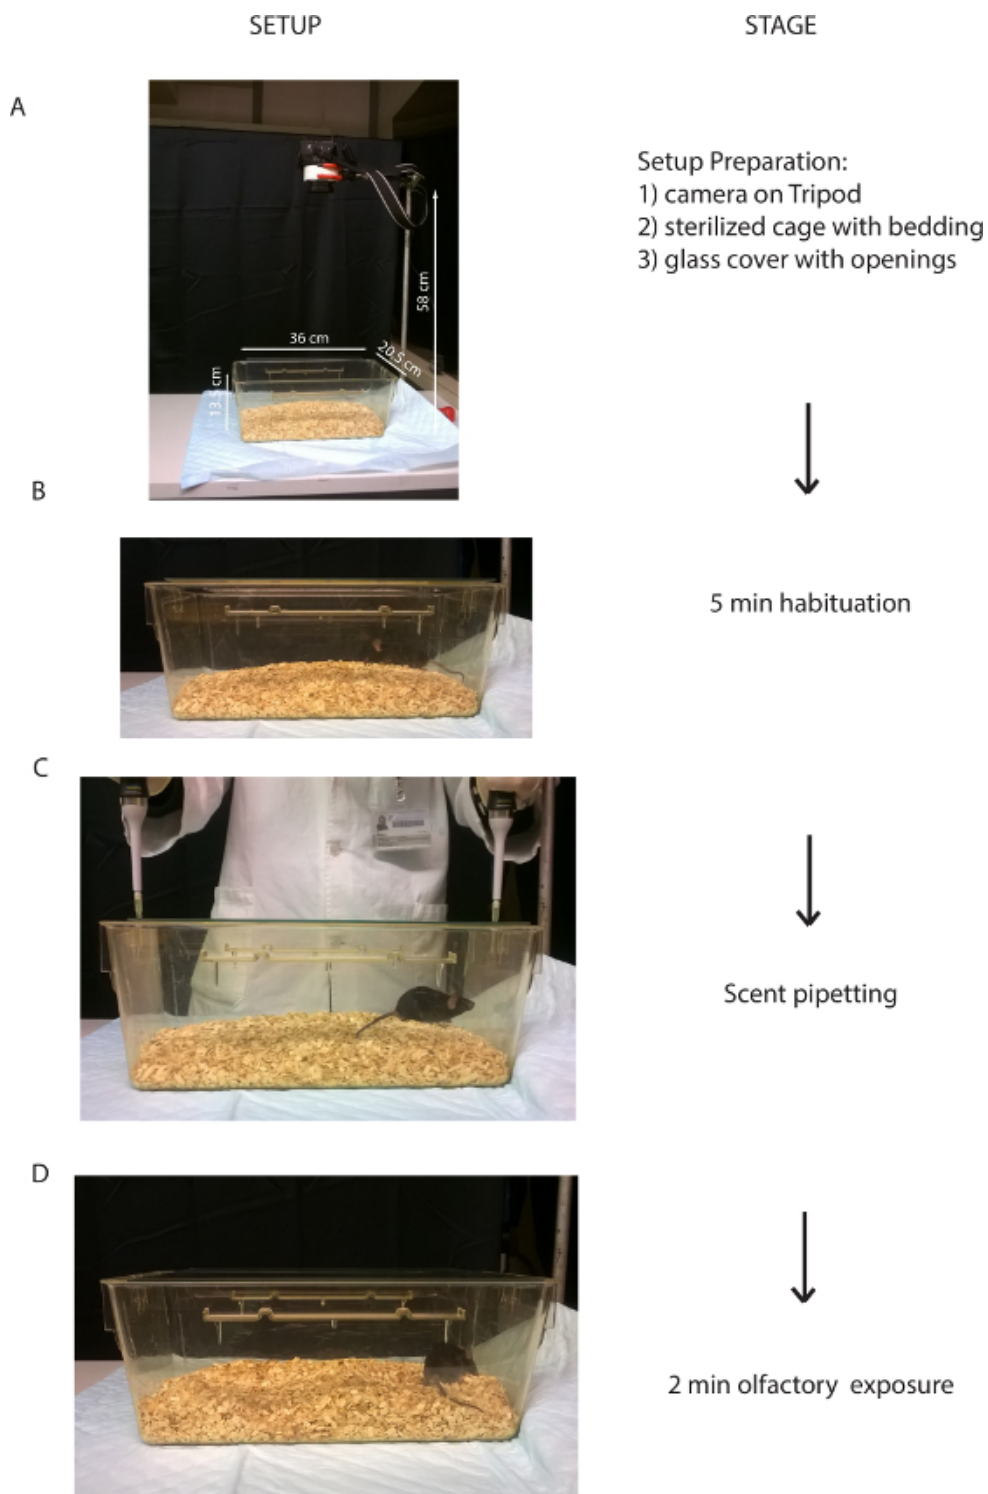 SETUP
STAGE
A
Setup Preparation:
1) camera on Tripod
2) sterilized cage with bedding
3) glass cover with openings
58 cm
36 cm
20.5 cm
13.5 cm
B
5 min habituation
C
Scent pipetting
D
2 min olfactory exposure